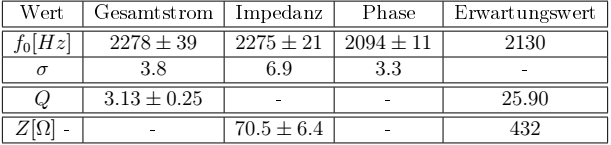 Wert Gesamtstrom Impedanz Phase Erwartungswert
f₀[Hz] 2278 ± 39 2275 ± 21 2094 ± 11 2130
σ 3.8 6.9 3.3 -
Q 3.13 ± 0.25 - - 25.90
Z[Ω] - - 70.5 ± 6.4 - 432